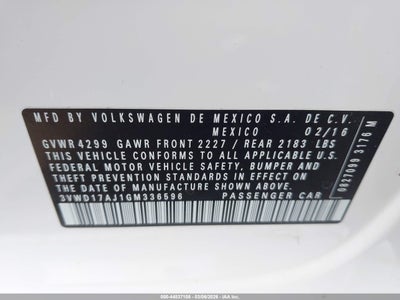 MFD BY VOLKSWAGEN DE MEXICO S.A. DE C.V.
MEXICO 02/16
GVWR 4299 GAWR FRONT 2227 / REAR 2183 LBS
THIS VEHICLE CONFORMS TO ALL APPLICABLE U.S.
FEDERAL MOTOR VEHICLE SAFETY, BUMPER AND
THEFT PREVENTION STANDARDS IN EFFECT ON THE
DATE OF MANUFACTURE SHOWN ABOVE.
3VWD17AJ1GM336596 PASSENGER CAR
0627099 3176 M